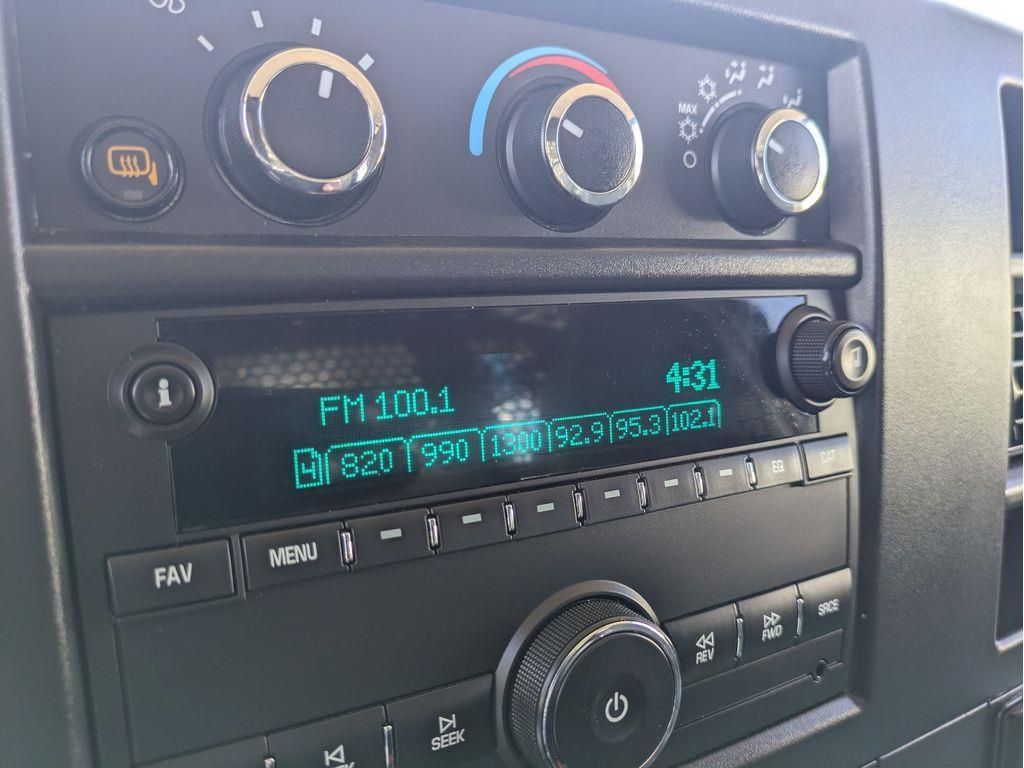 MAX
4:31
FM 100.1
4 820 990 1300 92.9 95.3 102.1
EQ CAT
FAV MENU
REV FWD SRCE
SEEK